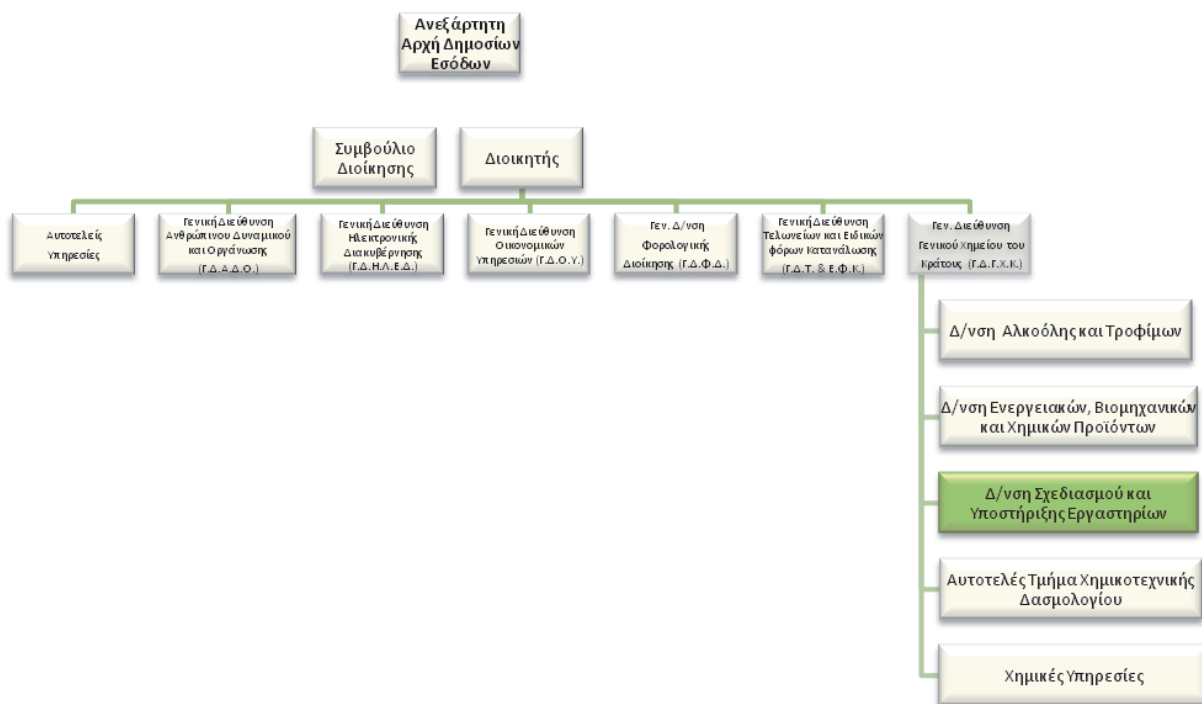 Ανεξάρτητη
Αρχή Δημοσίων
Εσόδων
Συμβούλιο
Διοίκησης
Διοικητής
Αυτοτελείς
Υπηρεσίες
Γενική Διεύθυνση
Ανθρώπινου Δυναμικού
και Οργάνωσης
(Γ.Δ.Α.Δ.Ο.)
Γενική Διεύθυνση
Ηλεκτρονικής
Διακυβέρνησης
(Γ.Δ.Η.Λ.Ε.Δ.)
Γενική Διεύθυνση
Οικονομικών
Υπηρεσιών (Γ.Δ.Ο.Υ.)
Γεν. Δ/νση
Φορολογικής
Διοίκησης (Γ.Δ.Φ.Δ.)
Γενική Διεύθυνση
Τελωνείων και Ειδικών
φόρων Κατανάλωσης
(Γ.Δ.Τ. & Ε.Φ.Κ.)
Γεν. Διεύθυνση
Γενικού Χημείου του
Κράτους (Γ.Δ.Γ.Χ.Κ.)
Δ/νση Αλκοόλης και Τροφίμων
Δ/νση Ενεργειακών, Βιομηχανικών
και Χημικών Προϊόντων
Δ/νση Σχεδιασμού και
Υποστήριξης Εργαστηρίων
Αυτοτελές Τμήμα Χημικοτεχνικής
Δασμολογίου
Χημικές Υπηρεσίες